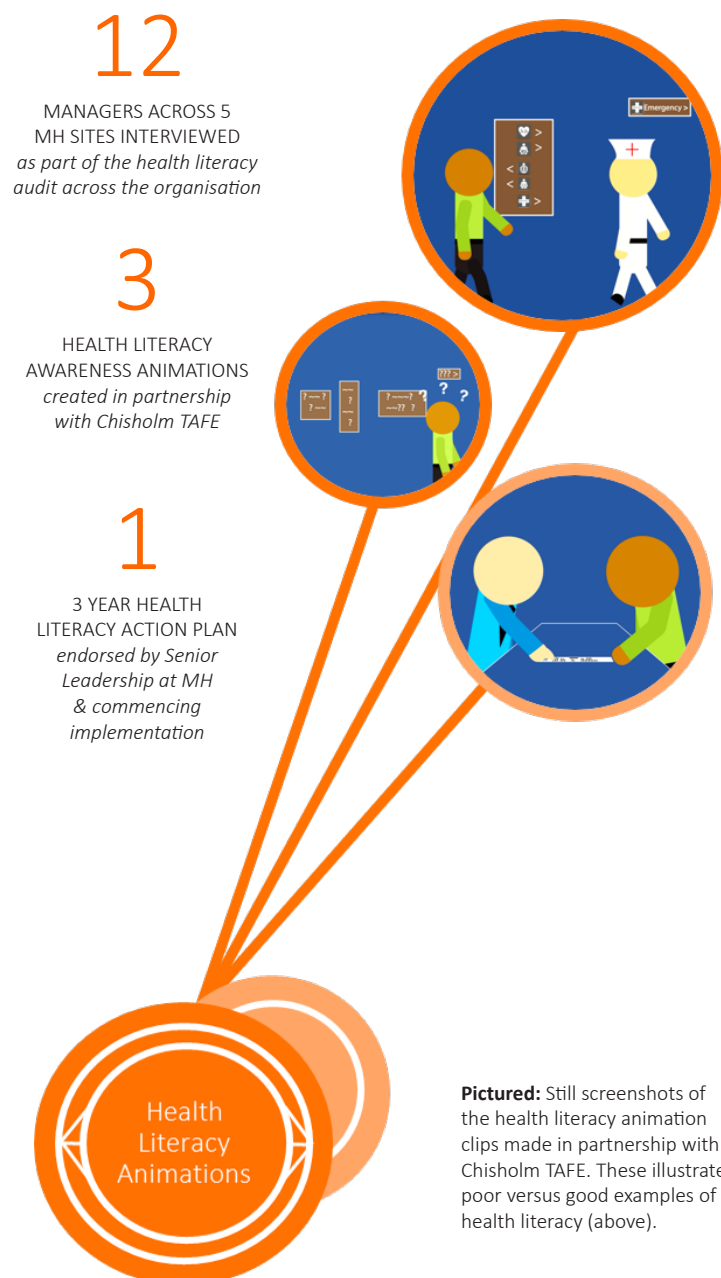 12
MANAGERS ACROSS 5
MH SITES INTERVIEWED
as part of the health literacy
audit across the organisation
Emergency >
3
HEALTH LITERACY
AWARENESS ANIMATIONS
created in partnership
with Chisholm TAFE
??? >
1
3 YEAR HEALTH
LITERACY ACTION PLAN
endorsed by Senior
Leadership at MH
& commencing
implementation
Health
Literacy
Animations
Pictured: Still screenshots of
the health literacy animation
clips made in partnership with
Chisholm TAFE. These illustrate
poor versus good examples of
health literacy (above).